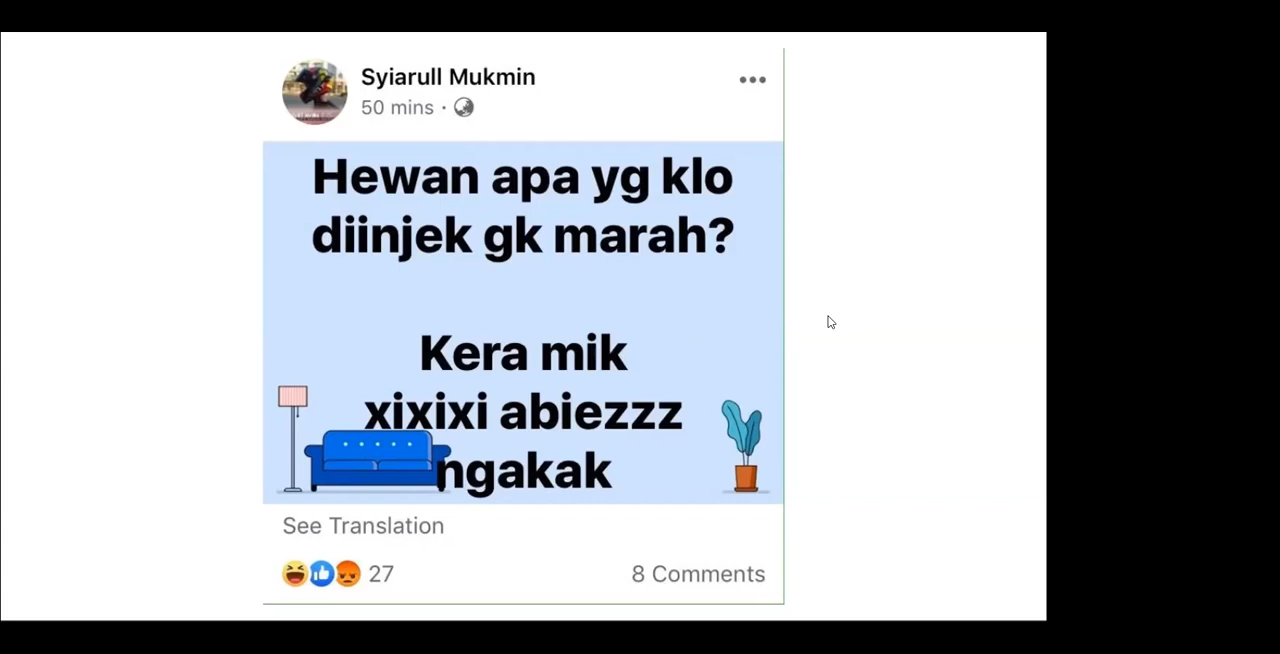 Syiarull Mukmin
50 mins ·
Hewan apa yg klo
diinjek gk marah?
Kera mik
xixixi abiezzz
ngakak
See Translation
27
8 Comments